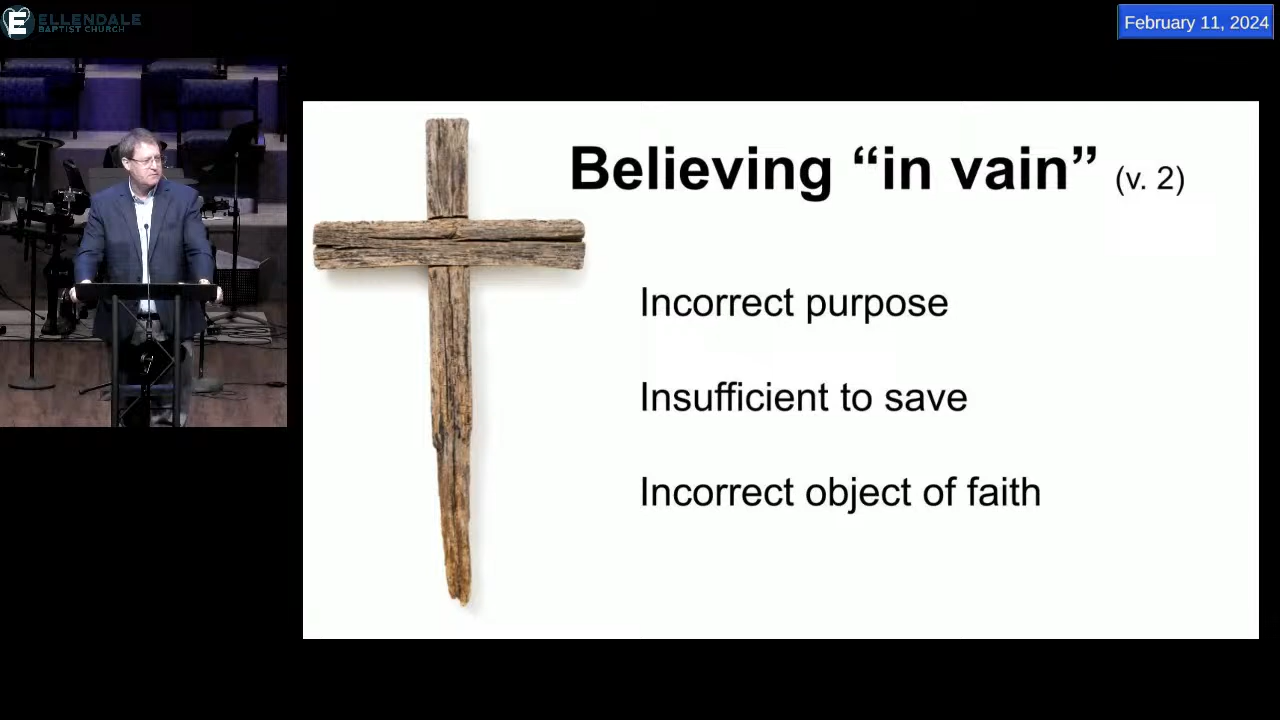 ELLENDALE
BAPTIST CHURCH
February 11, 2024
Believing “in vain” (v. 2)
Incorrect purpose
Insufficient to save
Incorrect object of faith